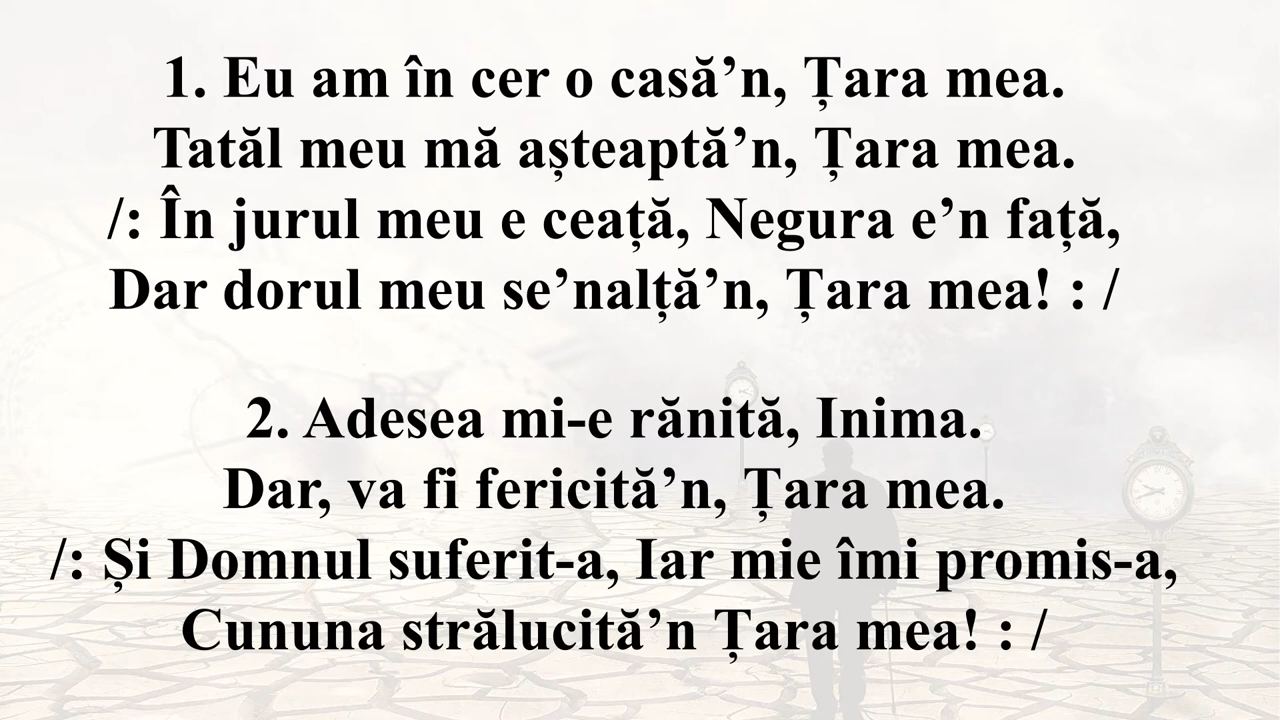 1. Eu am în cer o casă’n, Țara mea.
Tatăl meu mă așteaptă’n, Țara mea.
/: În jurul meu e ceață, Negura e’n față,
Dar dorul meu se’nalță’n, Țara mea! : /
2. Adesea mi-e rănită, Inima.
Dar, va fi fericită’n, Țara mea.
/: Și Domnul suferit-a, Iar mie îmi promis-a,
Cununa strălucită’n Țara mea! : /